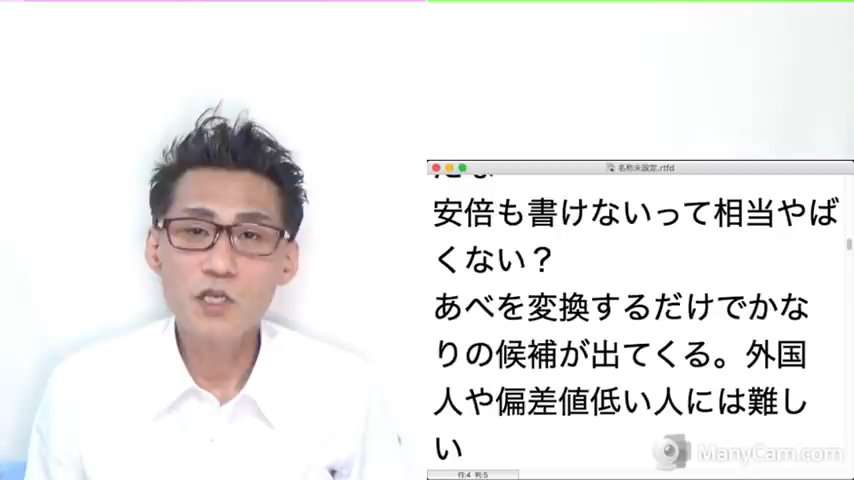 名称未設定.rtfd
安倍も書けないって相当やば
くない？
あべを変換するだけでかな
りの候補が出てくる。外国
人や偏差値低い人には難し
い
ManyCam.com
行:4 列:5